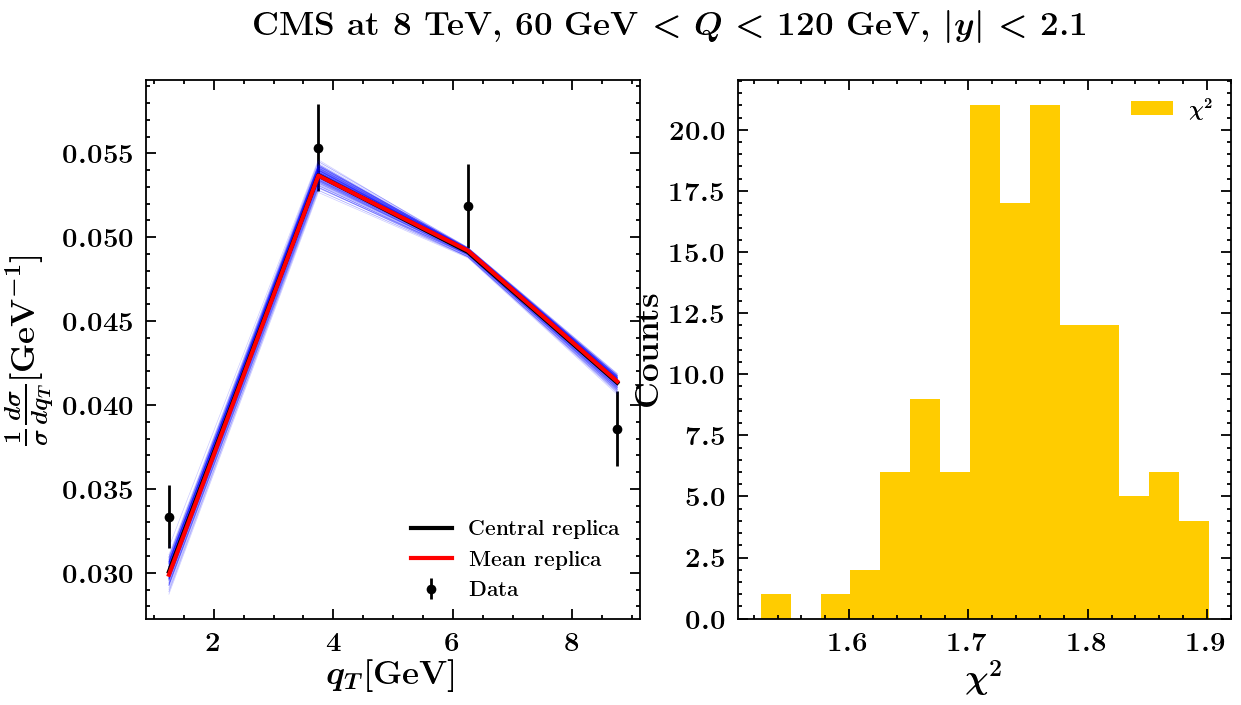 CMS at 8 TeV, 60 GeV < Q < 120 GeV, |y| < 2.1
1/σ dσ/dq_T [GeV⁻¹]
0.055
0.050
0.045
0.040
0.035
0.030
2 4 6 8
q_T[GeV]
Central replica
Mean replica
Data
Counts
20.0
17.5
15.0
12.5
10.0
7.5
5.0
2.5
0.0
1.6 1.7 1.8 1.9
χ²
χ²